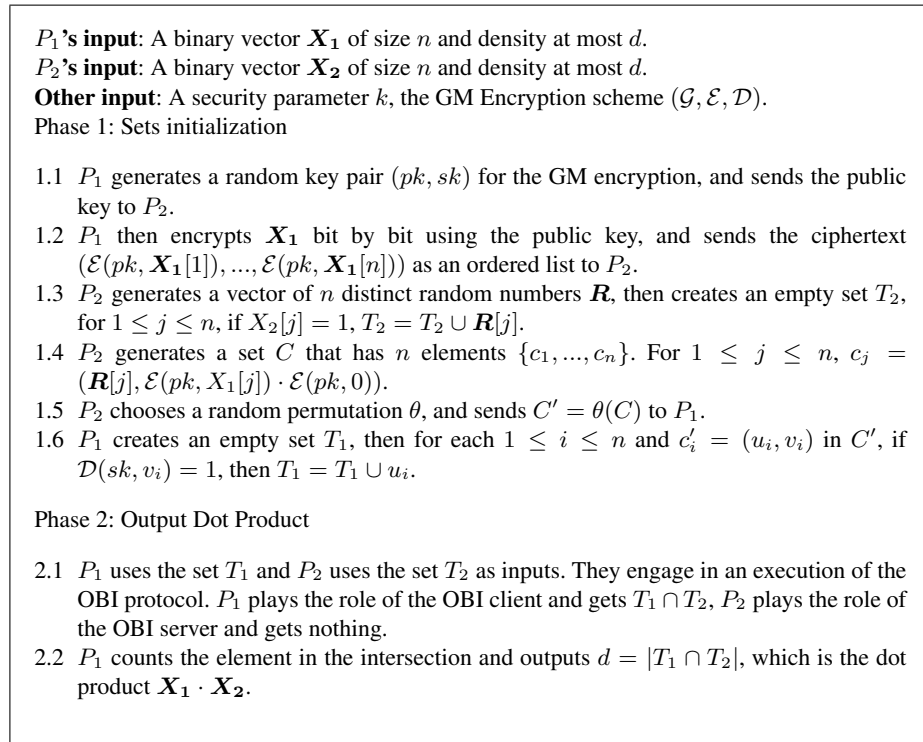 P₁'s input: A binary vector X₁ of size n and density at most d.
P₂'s input: A binary vector X₂ of size n and density at most d.
Other input: A security parameter k, the GM Encryption scheme (𝒢, ℰ, 𝒟).
Phase 1: Sets initialization
1.1 P₁ generates a random key pair (pk, sk) for the GM encryption, and sends the public
key to P₂.
1.2 P₁ then encrypts X₁ bit by bit using the public key, and sends the ciphertext
(ℰ(pk, X₁[1]), ..., ℰ(pk, X₁[n])) as an ordered list to P₂.
1.3 P₂ generates a vector of n distinct random numbers R, then creates an empty set T₂,
for 1 ≤ j ≤ n, if X₂[j] = 1, T₂ = T₂ ∪ R[j].
1.4 P₂ generates a set C that has n elements {c₁, ..., cₙ}. For 1 ≤ j ≤ n, cⱼ =
(R[j], ℰ(pk, X₁[j]) · ℰ(pk, 0)).
1.5 P₂ chooses a random permutation θ, and sends C′ = θ(C) to P₁.
1.6 P₁ creates an empty set T₁, then for each 1 ≤ i ≤ n and c′ᵢ = (uᵢ, vᵢ) in C′, if
𝒟(sk, vᵢ) = 1, then T₁ = T₁ ∪ uᵢ.
Phase 2: Output Dot Product
2.1 P₁ uses the set T₁ and P₂ uses the set T₂ as inputs. They engage in an execution of the
OBI protocol. P₁ plays the role of the OBI client and gets T₁ ∩ T₂, P₂ plays the role of
the OBI server and gets nothing.
2.2 P₁ counts the element in the intersection and outputs d = |T₁ ∩ T₂|, which is the dot
product X₁ · X₂.